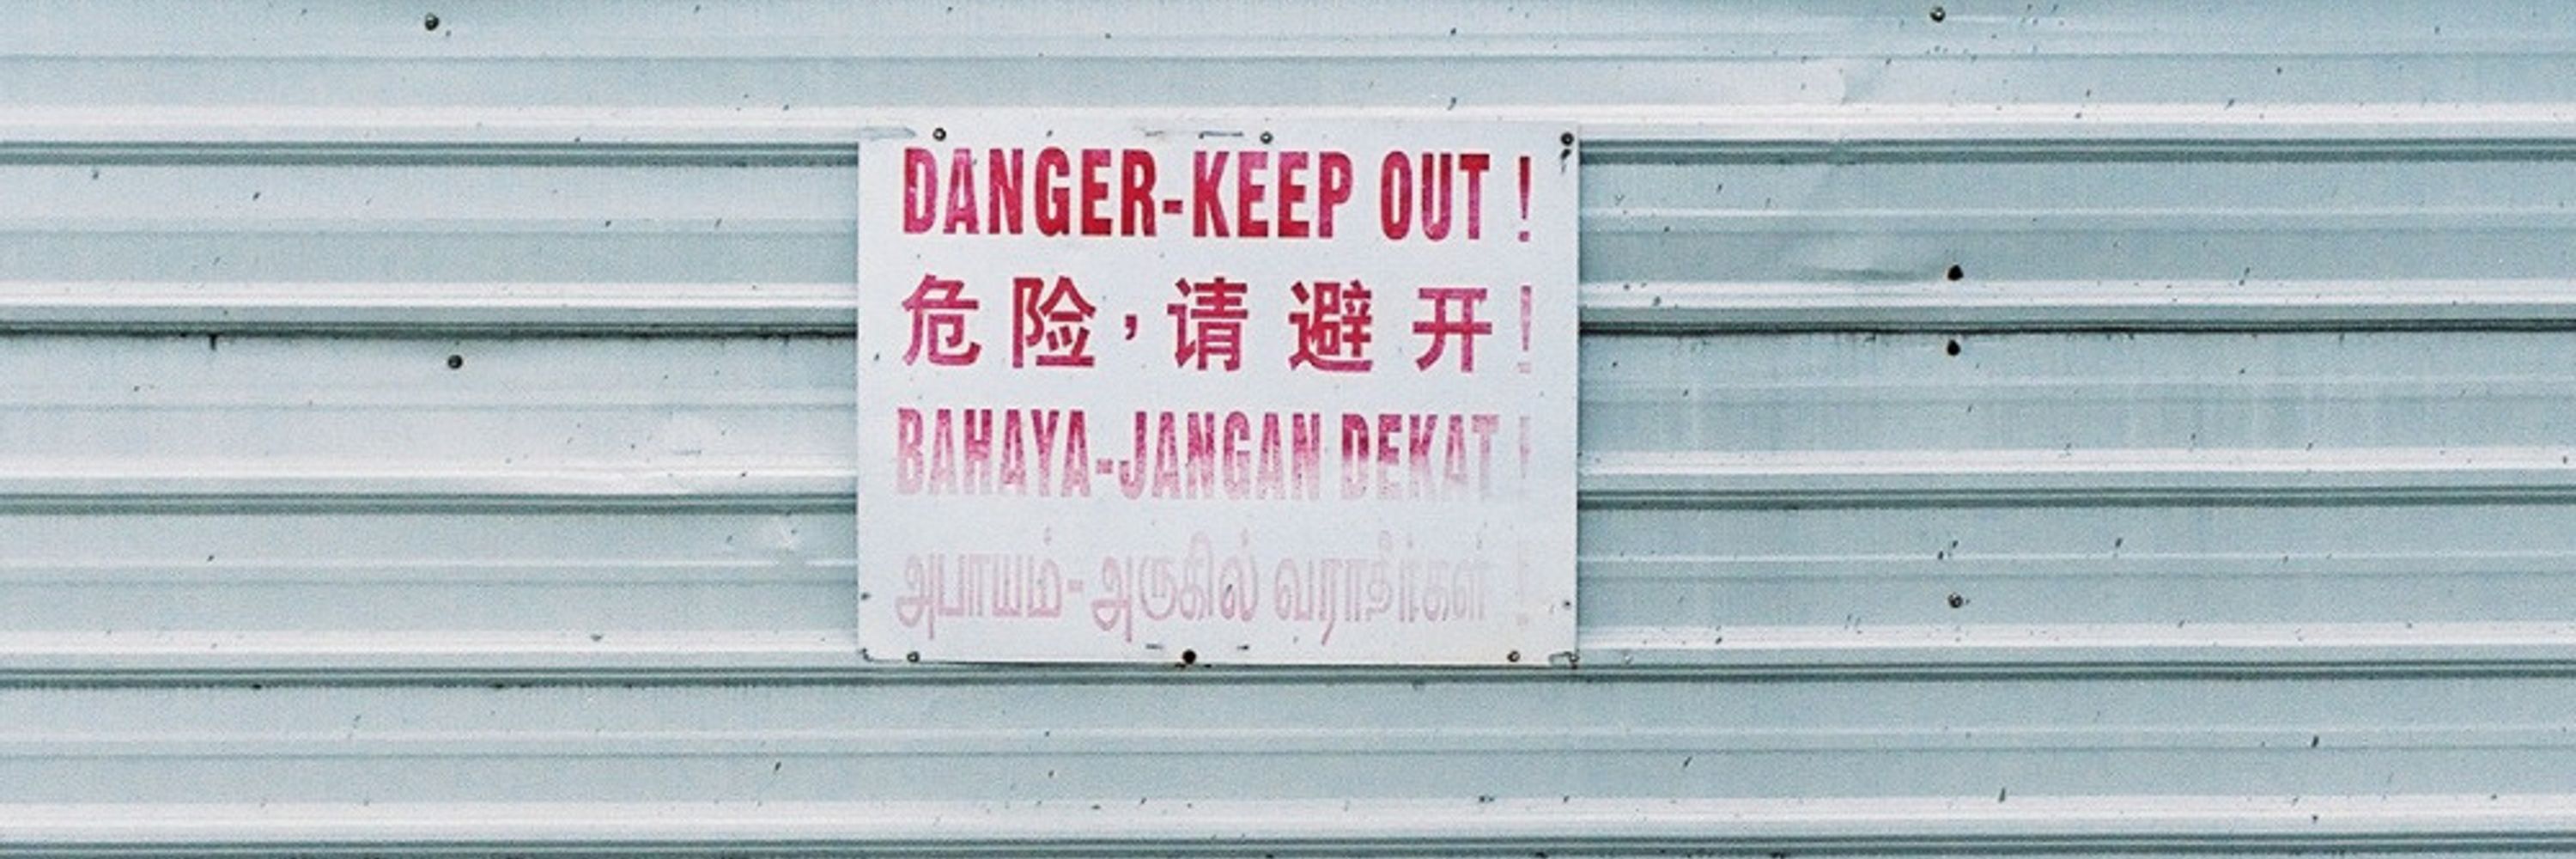 DANGER-KEEP OUT !
危险，请避开!
BAHAYA-JANGAN DEKAT !
அபாயம்-அருகில் வராதீர்கள் !